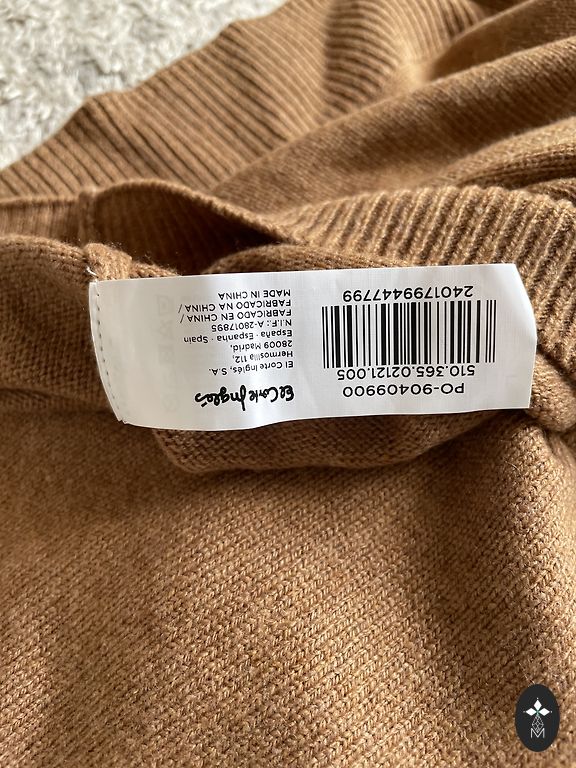 El Corte Inglés
El Corte Inglés, S.A.
Hermosilla 112,
28009 Madrid,
España · Espanha · Spain
N.I.F.: A-28017895
FABRICADO EN CHINA /
FABRICADO NA CHINA /
MADE IN CHINA
PO-90409900
510.365.02121.005
2401799447799
M